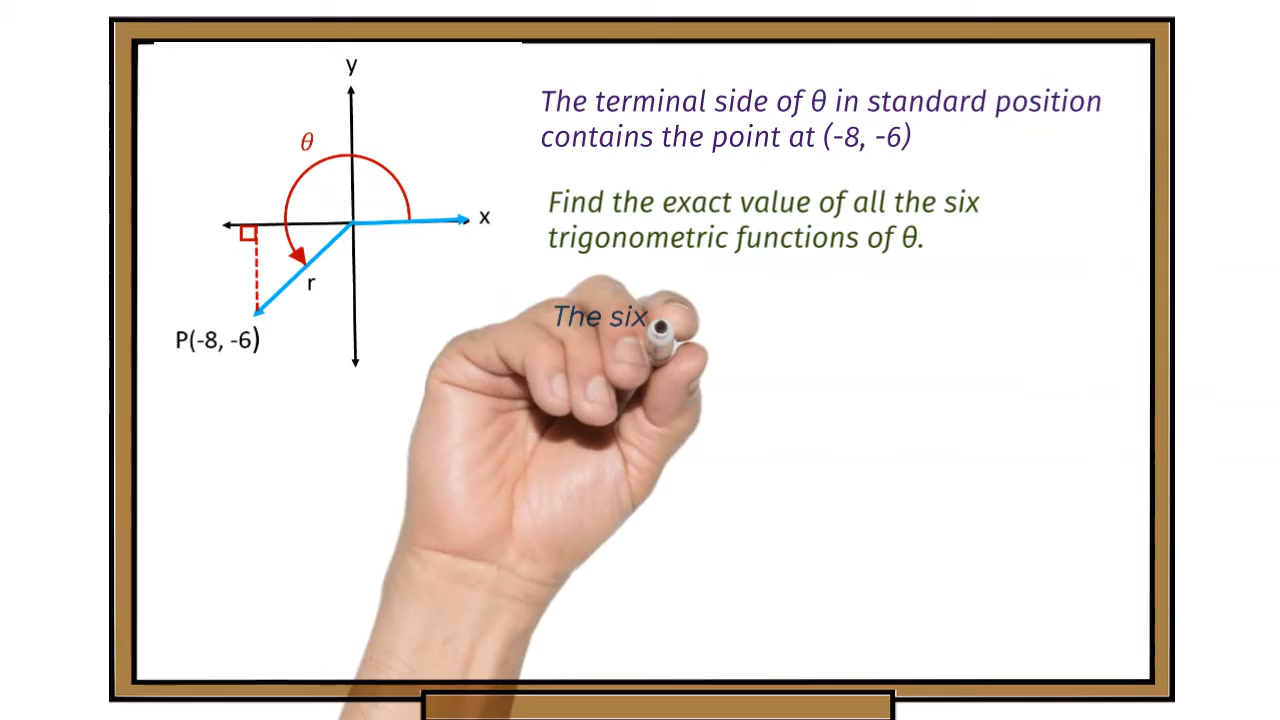 y
θ
x
r
P(-8, -6)
The terminal side of θ in standard position
contains the point at (-8, -6)
Find the exact value of all the six
trigonometric functions of θ.
The six